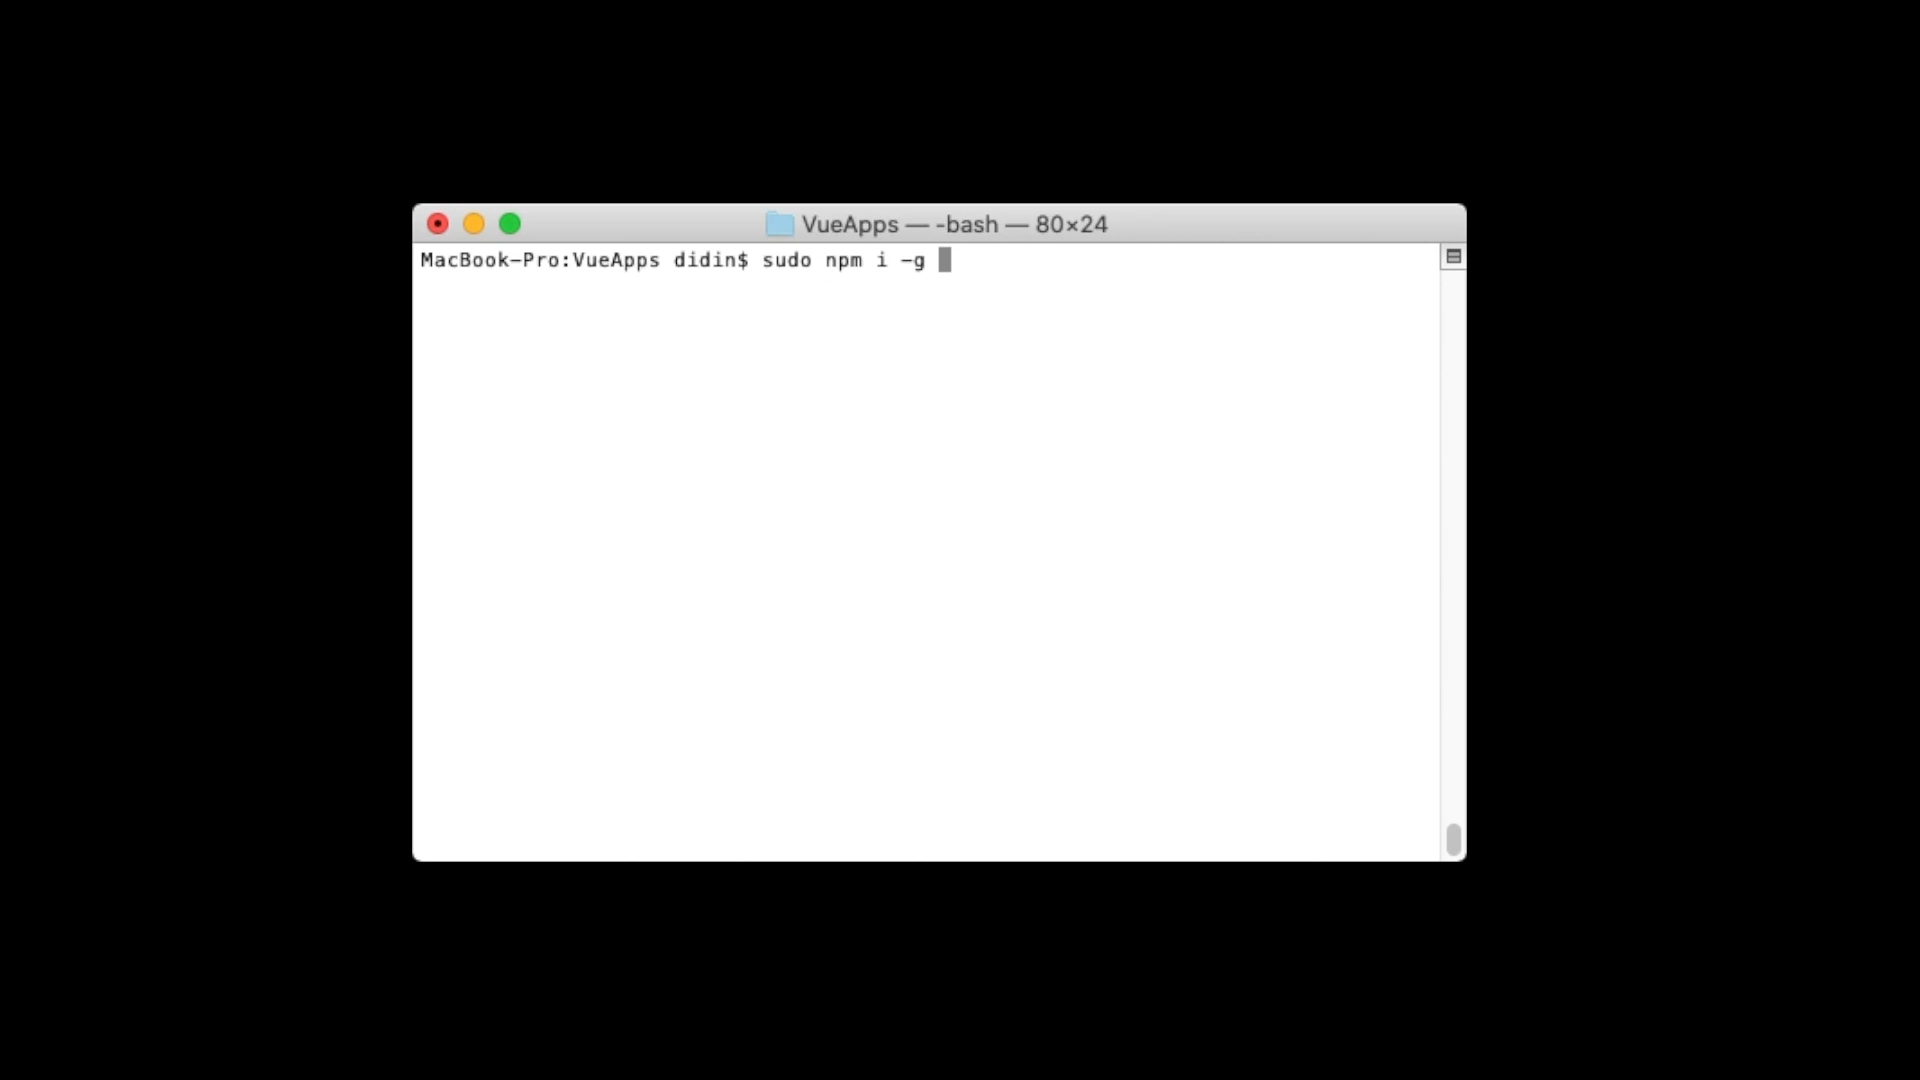 VueApps — -bash — 80×24
MacBook-Pro:VueApps didin$ sudo npm i -g